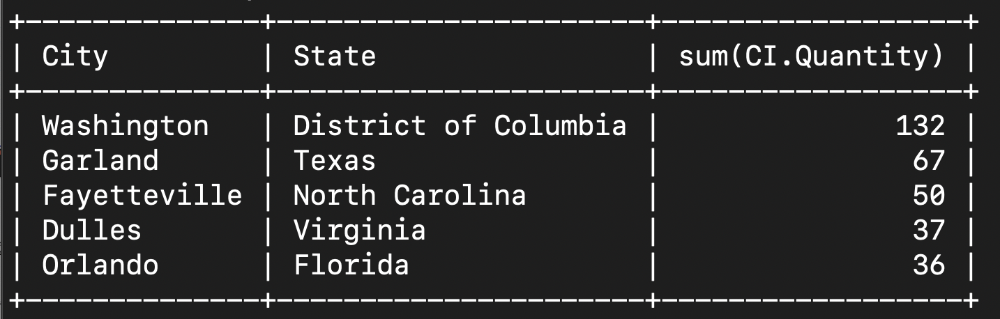 +--------------+----------------------+------------------+
| City         | State                | sum(CI.Quantity) |
+--------------+----------------------+------------------+
| Washington   | District of Columbia |              132 |
| Garland      | Texas                |               67 |
| Fayetteville | North Carolina       |               50 |
| Dulles       | Virginia             |               37 |
| Orlando      | Florida              |               36 |
+--------------+----------------------+------------------+